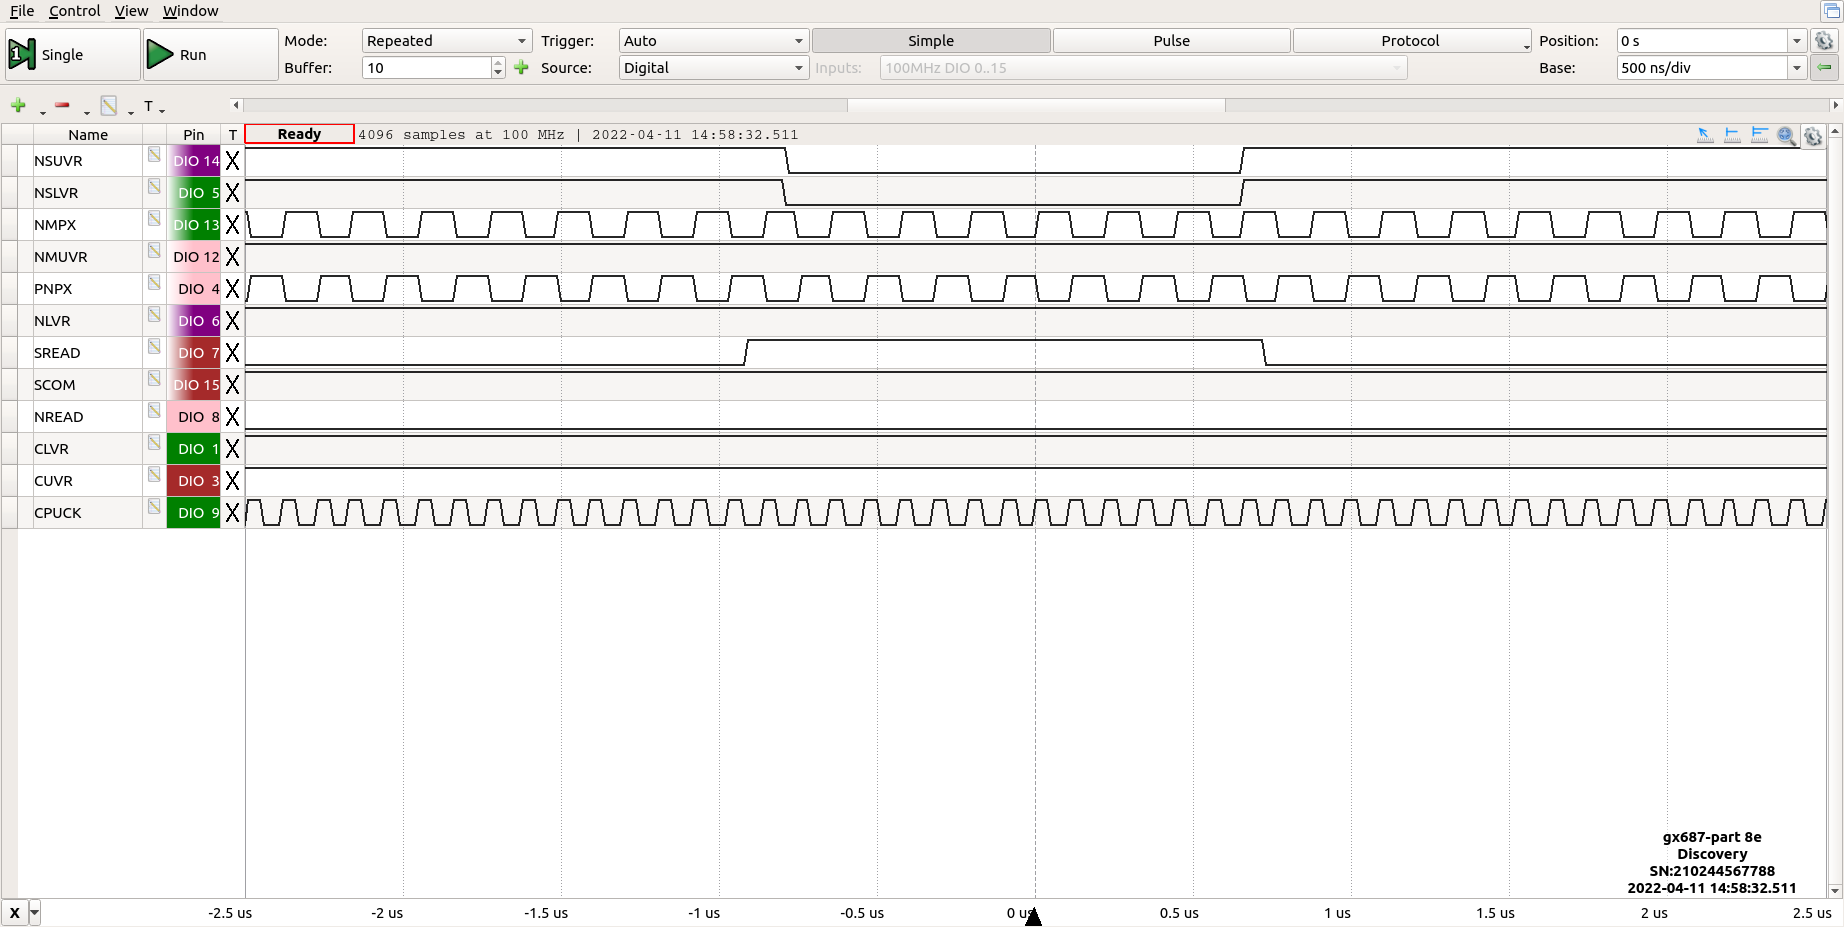 File Control View Window
Single Run Mode: Repeated Trigger: Auto Simple Pulse Protocol Position: 0 s
Buffer: 10 Source: Digital Inputs: 100MHz DIO 0..15 Base: 500 ns/div
T
Name Pin T Ready 4096 samples at 100 MHz | 2022-04-11 14:58:32.511
NSUVR DIO 14 X
NSLVR DIO 5 X
NMPX DIO 13 X
NMUVR DIO 12 X
PNPX DIO 4 X
NLVR DIO 6 X
SREAD DIO 7 X
SCOM DIO 15 X
NREAD DIO 8 X
CLVR DIO 1 X
CUVR DIO 3 X
CPUCK DIO 9 X
gx687-part 8e
Discovery
SN:210244567788
2022-04-11 14:58:32.511
X -2.5 us -2 us -1.5 us -1 us -0.5 us 0 us 0.5 us 1 us 1.5 us 2 us 2.5 us